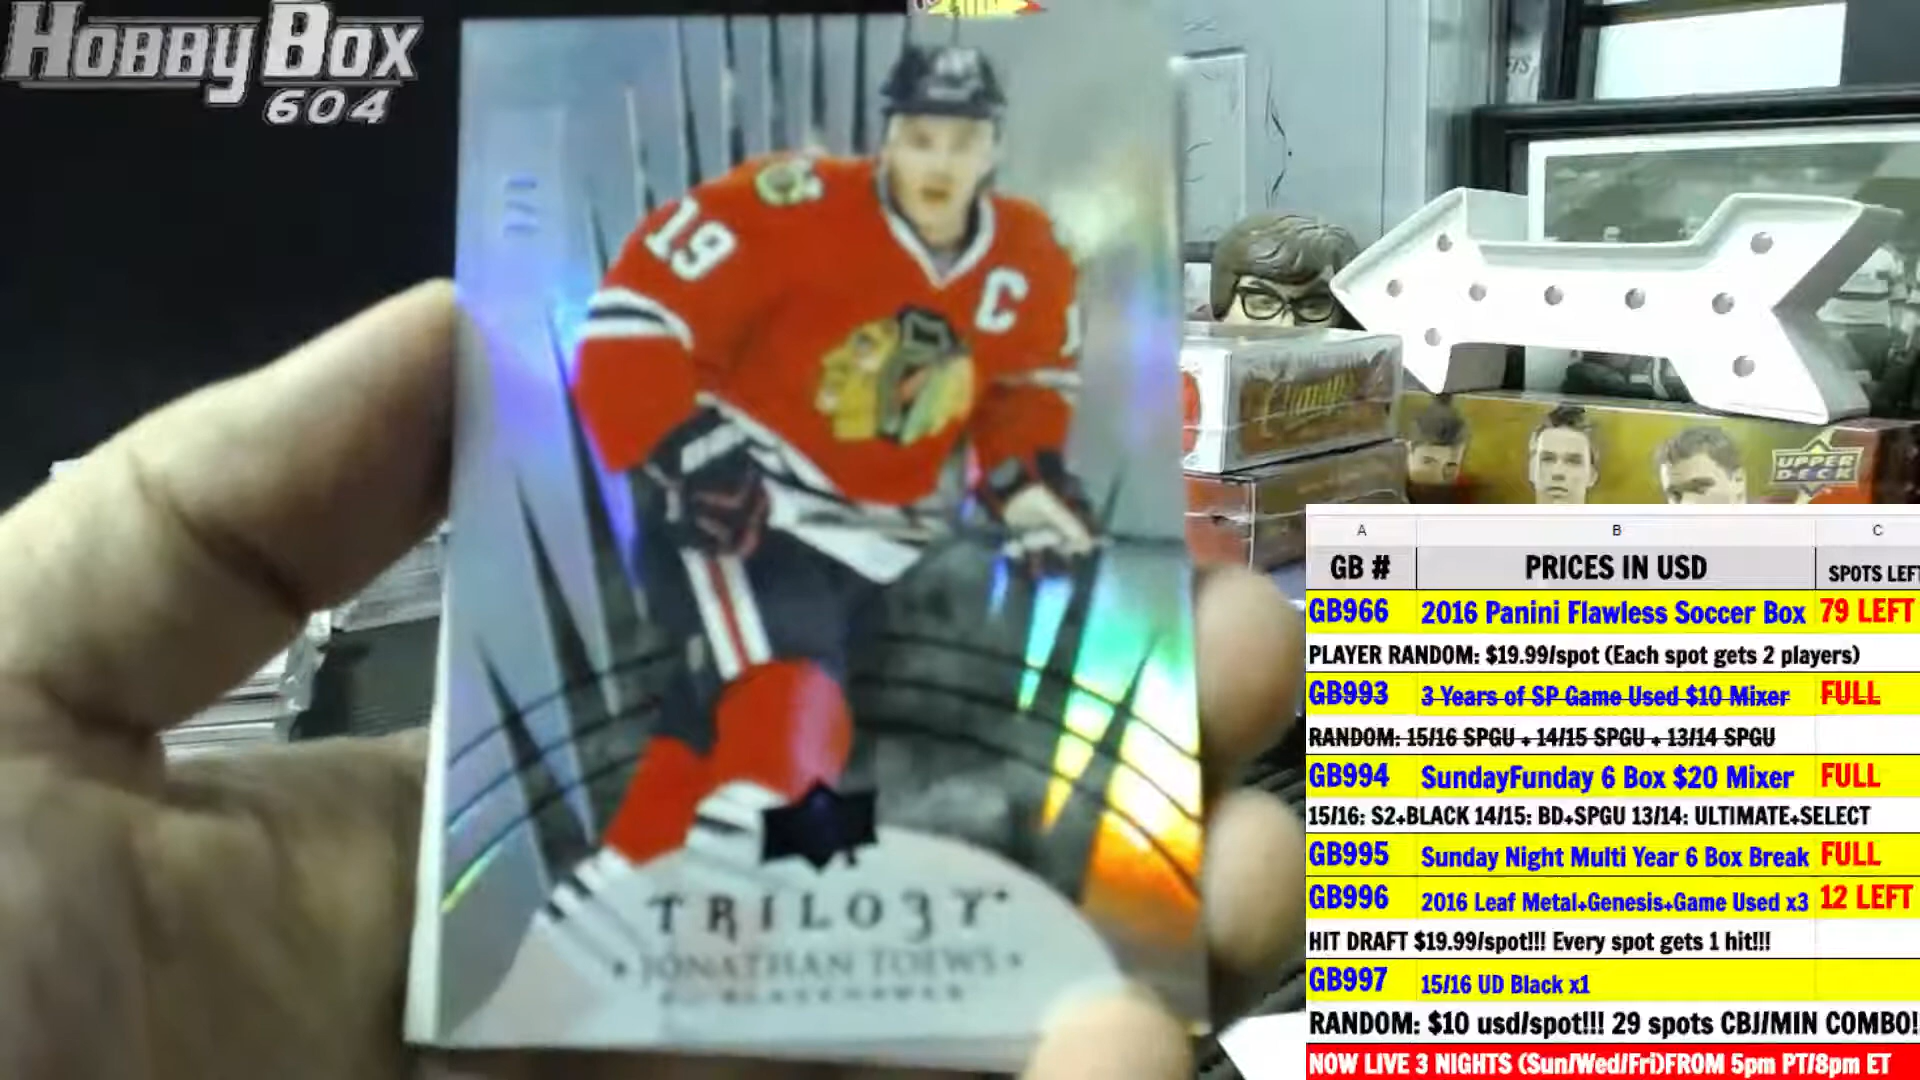 HOBBY BOX
604
19
C
TRILOGY
JONATHAN TOEWS
UPPER
DECK
A B C
GB # PRICES IN USD SPOTS LEFT
GB966 2016 Panini Flawless Soccer Box 79 LEFT
PLAYER RANDOM: $19.99/spot (Each spot gets 2 players)
GB993 3 Years of SP Game Used $10 Mixer FULL
RANDOM: 15/16 SPGU + 14/15 SPGU + 13/14 SPGU
GB994 SundayFunday 6 Box $20 Mixer FULL
15/16: S2+BLACK 14/15: BD+SPGU 13/14: ULTIMATE+SELECT
GB995 Sunday Night Multi Year 6 Box Break FULL
GB996 2016 Leaf Metal+Genesis+Game Used x3 12 LEFT
HIT DRAFT $19.99/spot!!! Every spot gets 1 hit!!!
GB997 15/16 UD Black x1
RANDOM: $10 usd/spot!!! 29 spots CBJ/MIN COMBO!
NOW LIVE 3 NIGHTS (Sun/Wed/Fri)FROM 5pm PT/8pm ET